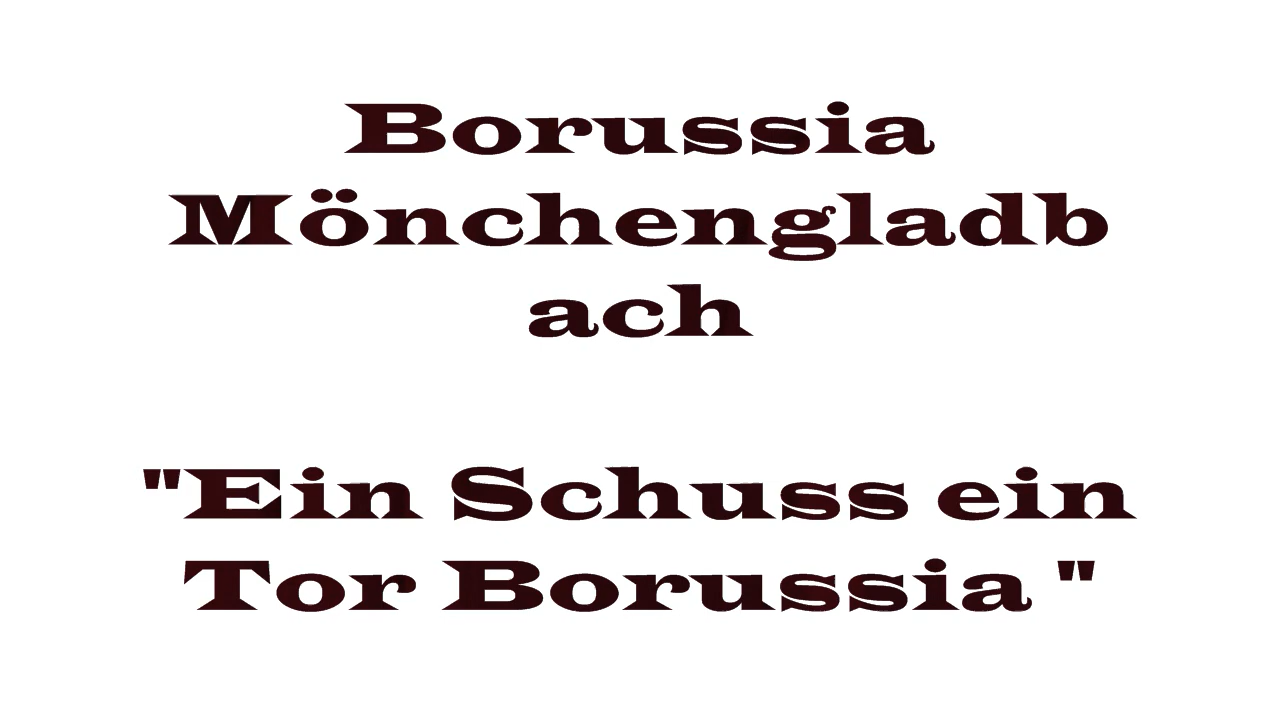 Borussia
Mönchengladb
ach
"Ein Schuss ein
Tor Borussia "